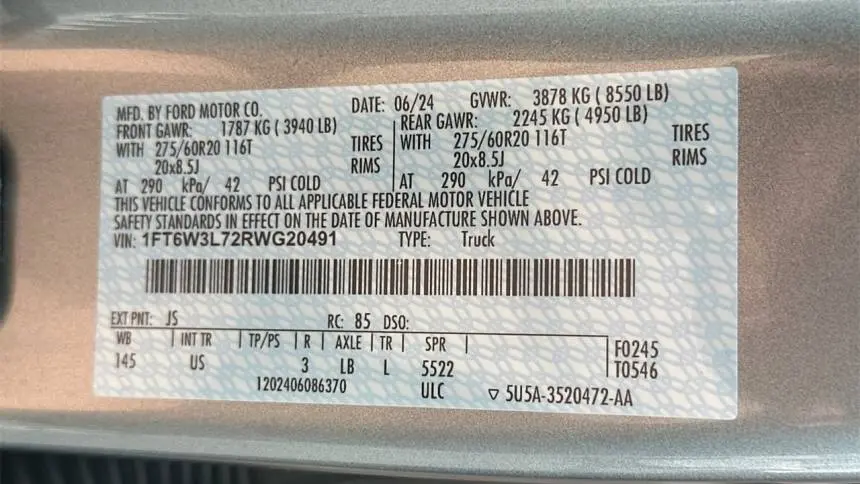 MFD. BY FORD MOTOR CO. DATE: 06/24 GVWR: 3878 KG ( 8550 LB)
FRONT GAWR: 1787 KG ( 3940 LB) REAR GAWR: 2245 KG ( 4950 LB)
WITH 275/60R20 116T TIRES WITH 275/60R20 116T TIRES
20x8.5J RIMS 20x8.5J RIMS
AT 290 kPa/ 42 PSI COLD AT 290 kPa/ 42 PSI COLD
THIS VEHICLE CONFORMS TO ALL APPLICABLE FEDERAL MOTOR VEHICLE
SAFETY STANDARDS IN EFFECT ON THE DATE OF MANUFACTURE SHOWN ABOVE.
VIN: 1FT6W3L72RWG20491 TYPE: Truck
EXT PNT: JS RC: 85 DSO:
WB INT TR TP/PS R AXLE TR SPR F0245
145 US 3 LB L 5522 T0546
1202406086370 ULC ▽ 5U5A-3520472-AA